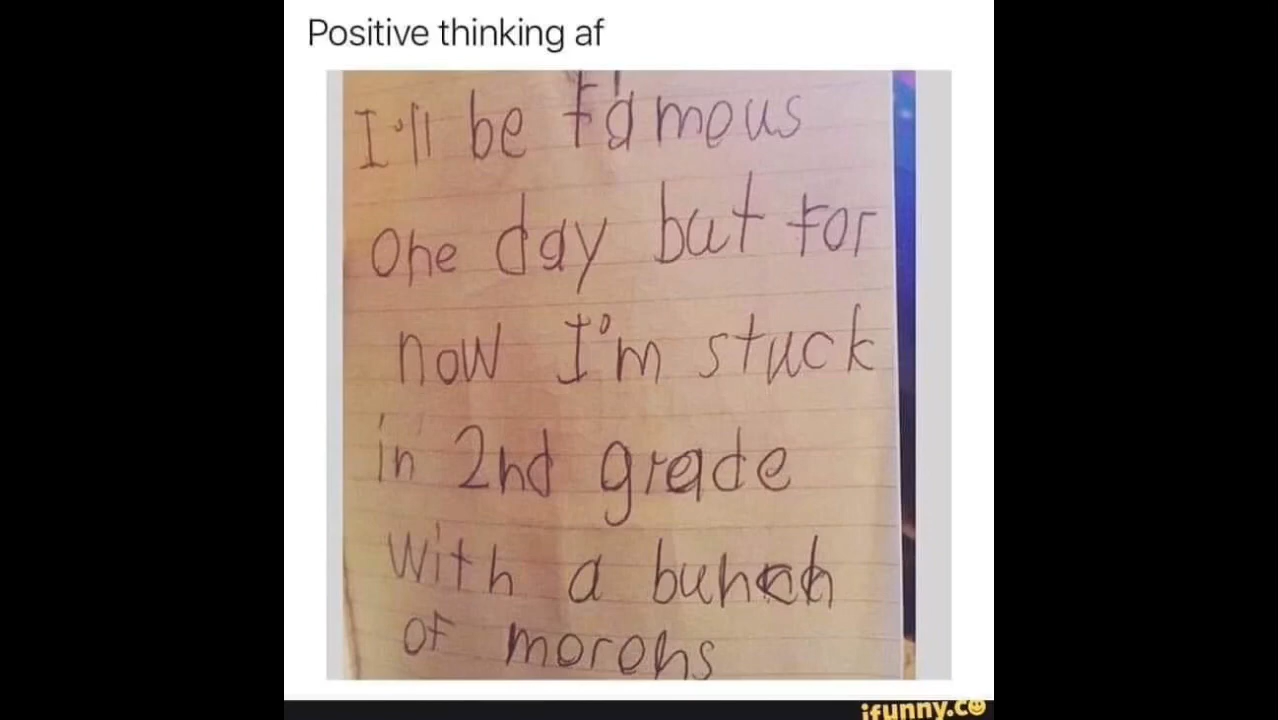 Positive thinking af
I'll be famous
one day but for
now I'm stuck
in 2nd grade
with a bunch
of morons
ifunny.co